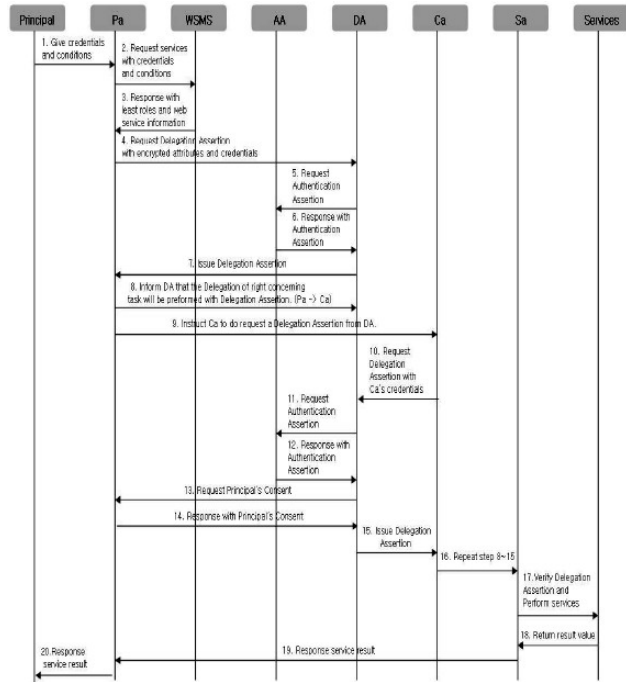 Principal
Pa
WSMS
AA
DA
Ca
Sa
Services
1. Give credentials
and conditions
2. Request services
with credentials
and conditions
3. Response with
least roles and web
service information
4. Request Delegation Assertion
with encrypted attributes and credentials
5. Request
Authentication
Assertion
6. Response with
Authentication
Assertion
7. Issue Delegation Assertion
8. Inform DA that the Delegation of right concerning
task will be preformed with Delegation Assertion. (Pa -> Ca)
9. Instruct Ca to do request a Delegation Assertion from DA.
10. Request
Delegation
Assertion with
Ca's credentials
11. Request
Authentication
Assertion
12. Response with
Authentication
Assertion
13. Request Principal's Consent
14. Response with Principal's Consent
15. Issue Delegation
Assertion
16. Repeat step 8~15
17. Verify Delegation
Assertion and
Perform services
18. Return result value
19. Response service result
20. Response
service result